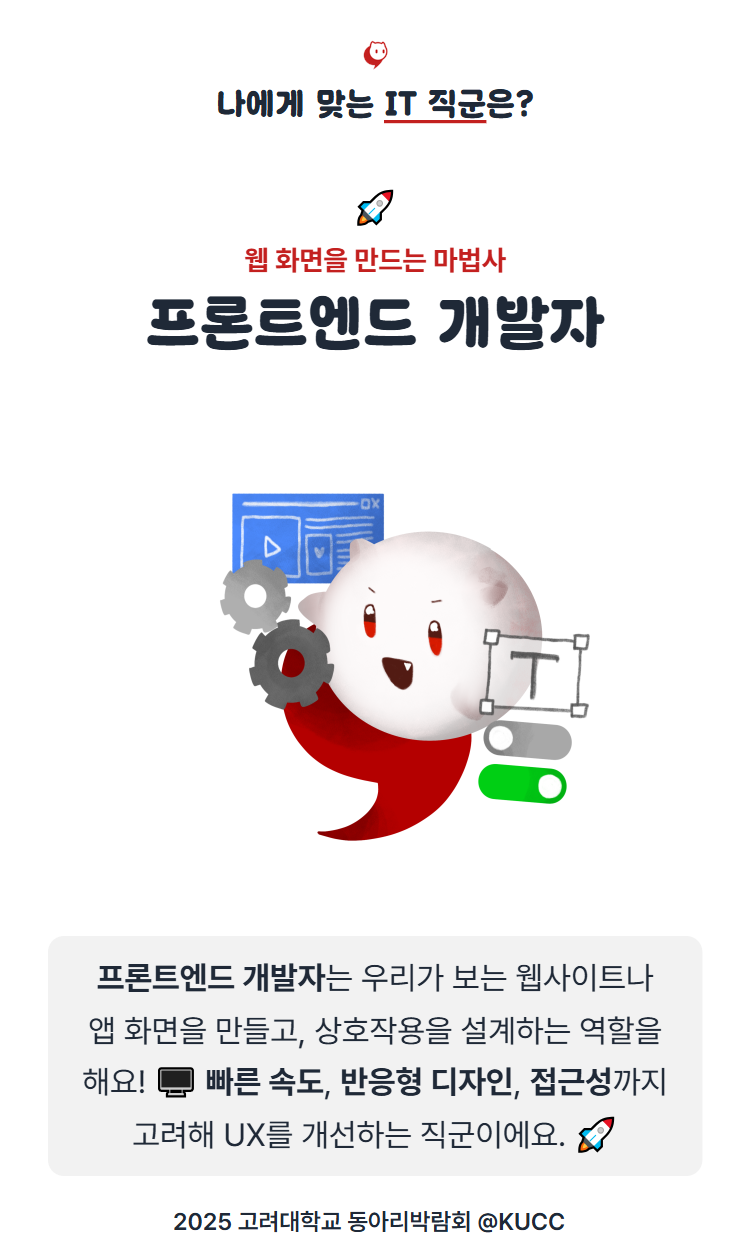 나에게 맞는 IT 직군은?
🚀
웹 화면을 만드는 마법사
프론트엔드 개발자
T
프론트엔드 개발자는 우리가 보는 웹사이트나
앱 화면을 만들고, 상호작용을 설계하는 역할을
해요! 🖥️ 빠른 속도, 반응형 디자인, 접근성까지
고려해 UX를 개선하는 직군이에요. 🚀
2025 고려대학교 동아리박람회 @KUCC